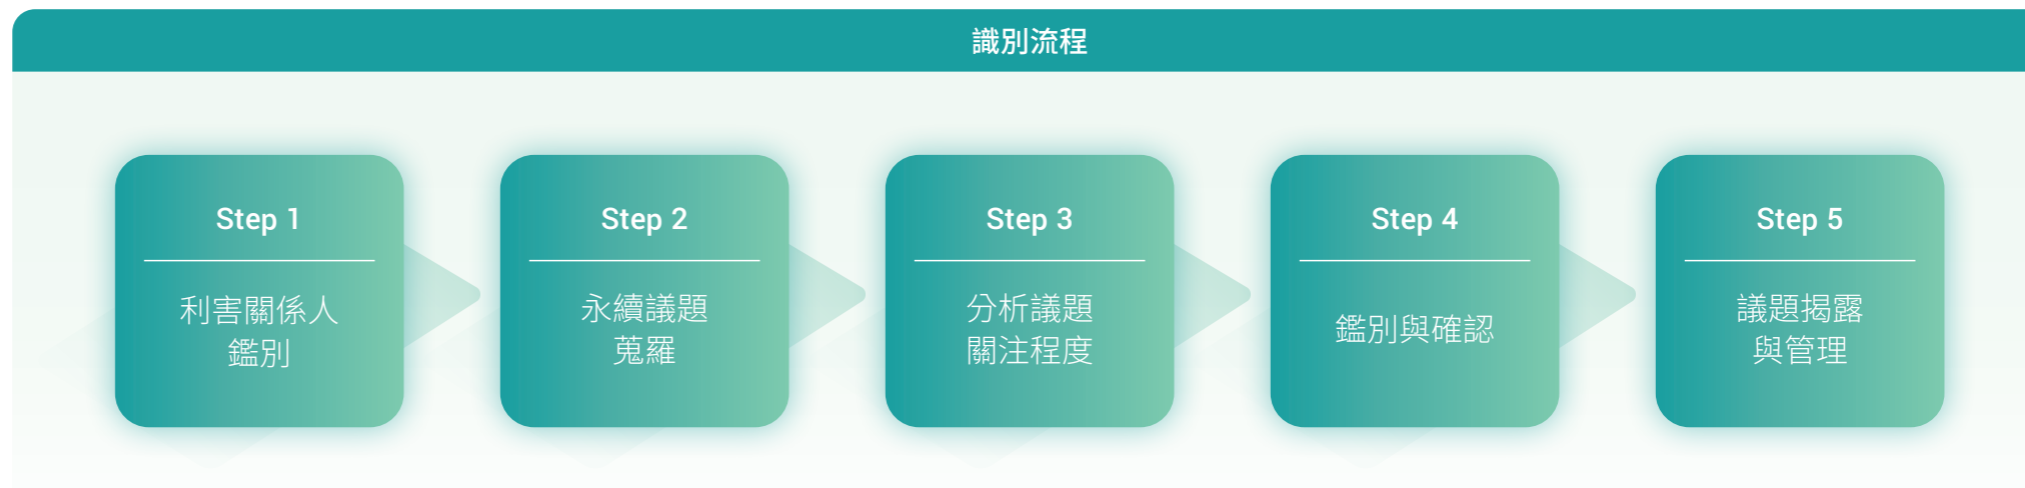 識別流程
Step 1
利害關係人
鑑別
Step 2
永續議題
蒐羅
Step 3
分析議題
關注程度
Step 4
鑑別與確認
Step 5
議題揭露
與管理